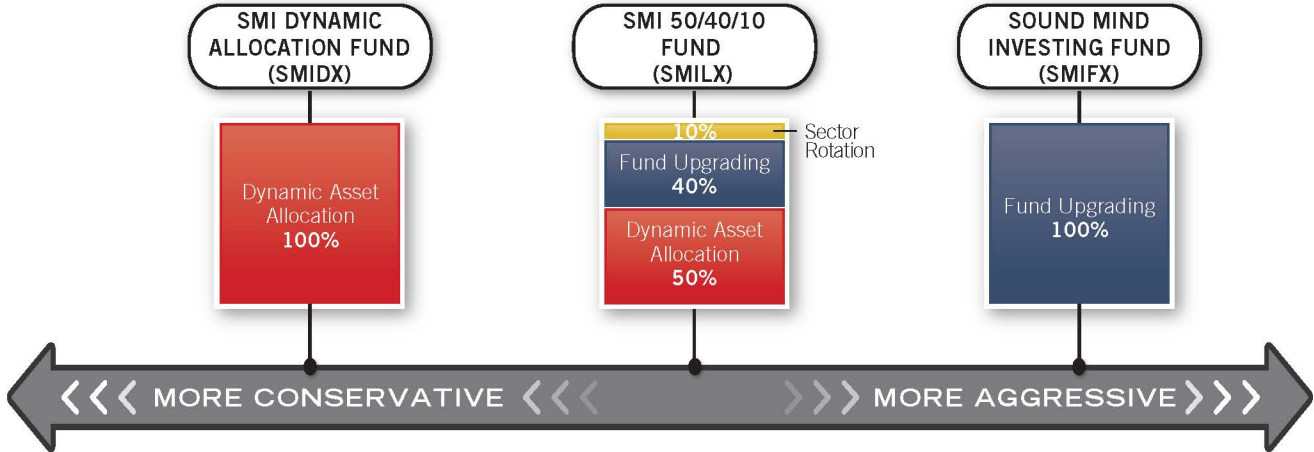 SMI DYNAMIC
ALLOCATION FUND
(SMIDX)
SMI 50/40/10
FUND
(SMILX)
SOUND MIND
INVESTING FUND
(SMIFX)
Dynamic Asset
Allocation
100%
10%
Sector
Rotation
Fund Upgrading
40%
Dynamic Asset
Allocation
50%
Fund Upgrading
100%
MORE CONSERVATIVE
MORE AGGRESSIVE